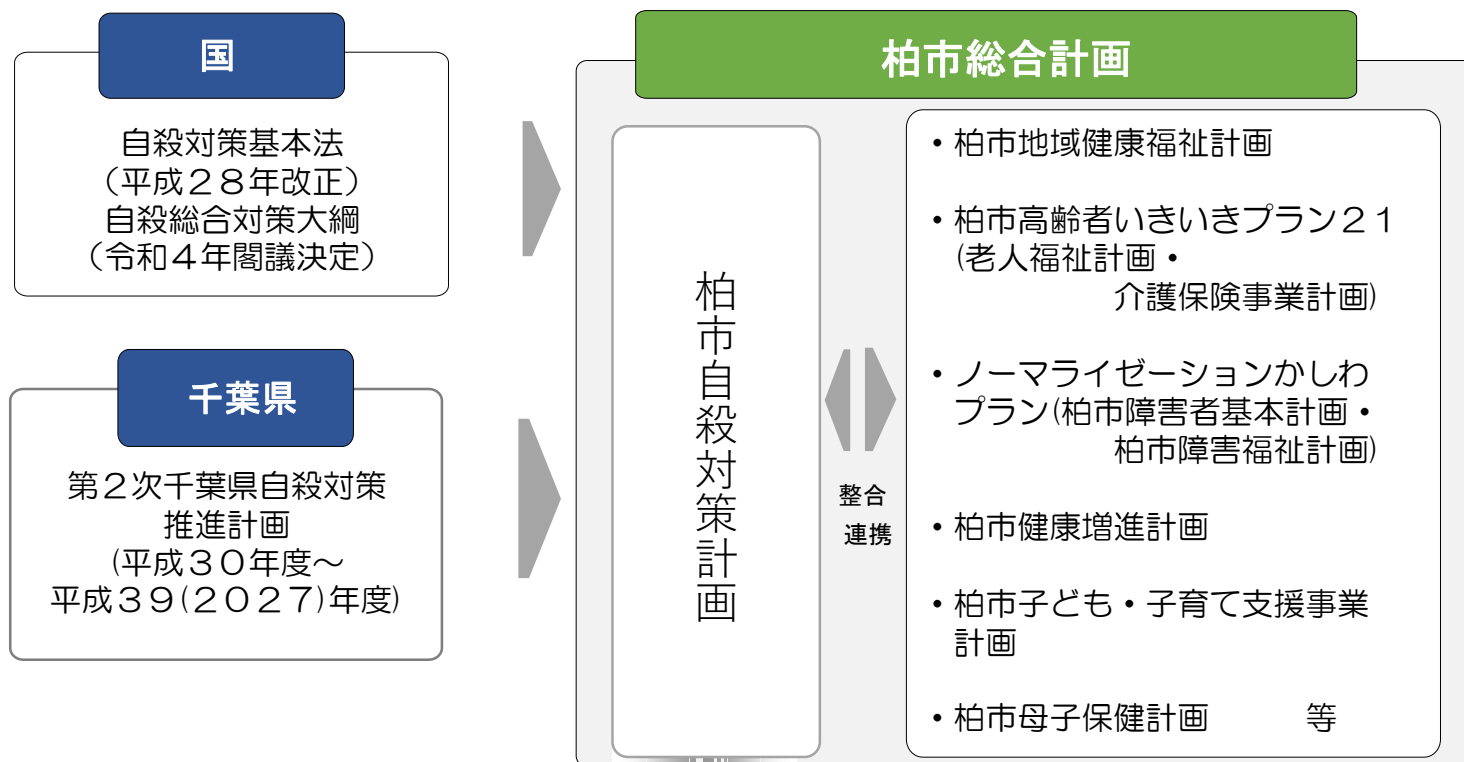 国
自殺対策基本法
（平成２８年改正）
自殺総合対策大綱
（令和４年閣議決定）
千葉県
第２次千葉県自殺対策
推進計画
(平成３０年度～
平成３９(２０２７)年度)
柏市総合計画
柏市自殺対策計画
整合
連携
・柏市地域健康福祉計画
・柏市高齢者いきいきプラン２１
(老人福祉計画・
介護保険事業計画)
・ノーマライゼーションかしわ
プラン(柏市障害者基本計画・
柏市障害福祉計画)
・柏市健康増進計画
・柏市子ども・子育て支援事業
計画
・柏市母子保健計画　　　等